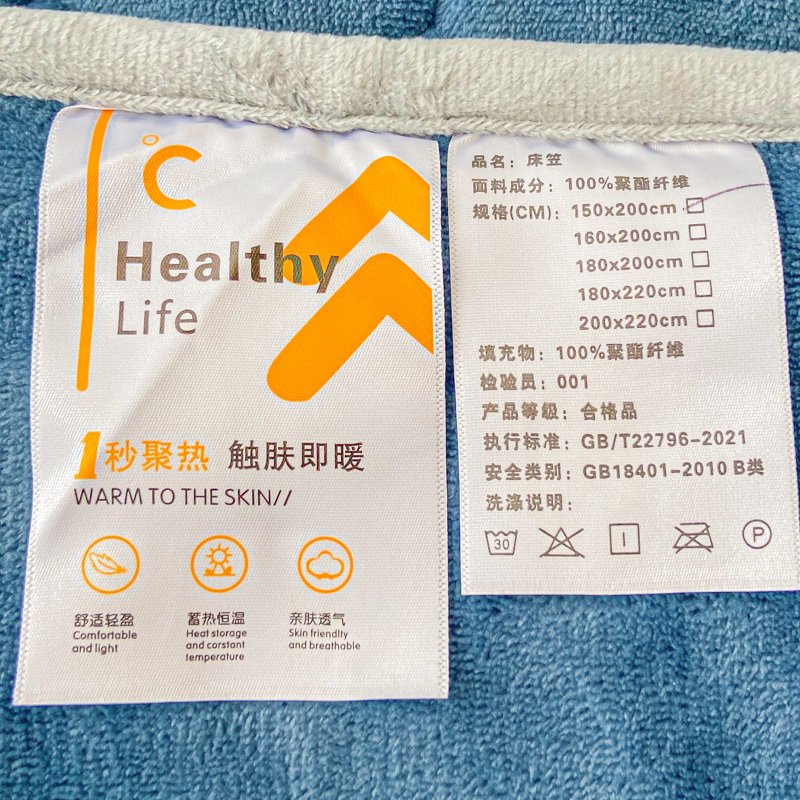 °C
Healthy
Life
1秒聚热 触肤即暖
WARM TO THE SKIN//
舒适轻盈
Comfortable
and light
蓄热恒温
Heat storage
and corstant
temperature
亲肤透气
Skin friendlly
and breathable
品名：床笠
面料成分：100%聚酯纤维
规格(CM)：150x200cm
160x200cm
180x200cm
180x220cm
200x220cm
填充物：100%聚酯纤维
检验员：001
产品等级：合格品
执行标准：GB/T22796-2021
安全类别：GB18401-2010 B类
洗涤说明：
30
P